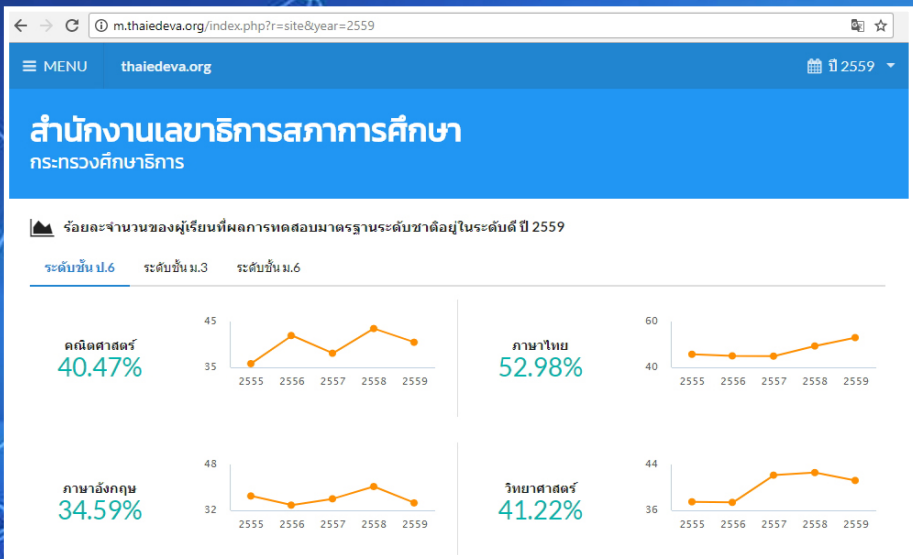 m.thaiedeva.org/index.php?r=site&year=2559
MENU thaiedeva.org ปี 2559
สำนักงานเลขาธิการสภาการศึกษา
กระทรวงศึกษาธิการ
ร้อยละจำนวนของผู้เรียนที่ผลการทดสอบมาตรฐานระดับชาติอยู่ในระดับดี ปี 2559
ระดับชั้น ป.6 ระดับชั้น ม.3 ระดับชั้น ม.6
คณิตศาสตร์
40.47%
45
35
2555 2556 2557 2558 2559
ภาษาไทย
52.98%
60
40
2555 2556 2557 2558 2559
ภาษาอังกฤษ
34.59%
48
32
2555 2556 2557 2558 2559
วิทยาศาสตร์
41.22%
44
36
2555 2556 2557 2558 2559